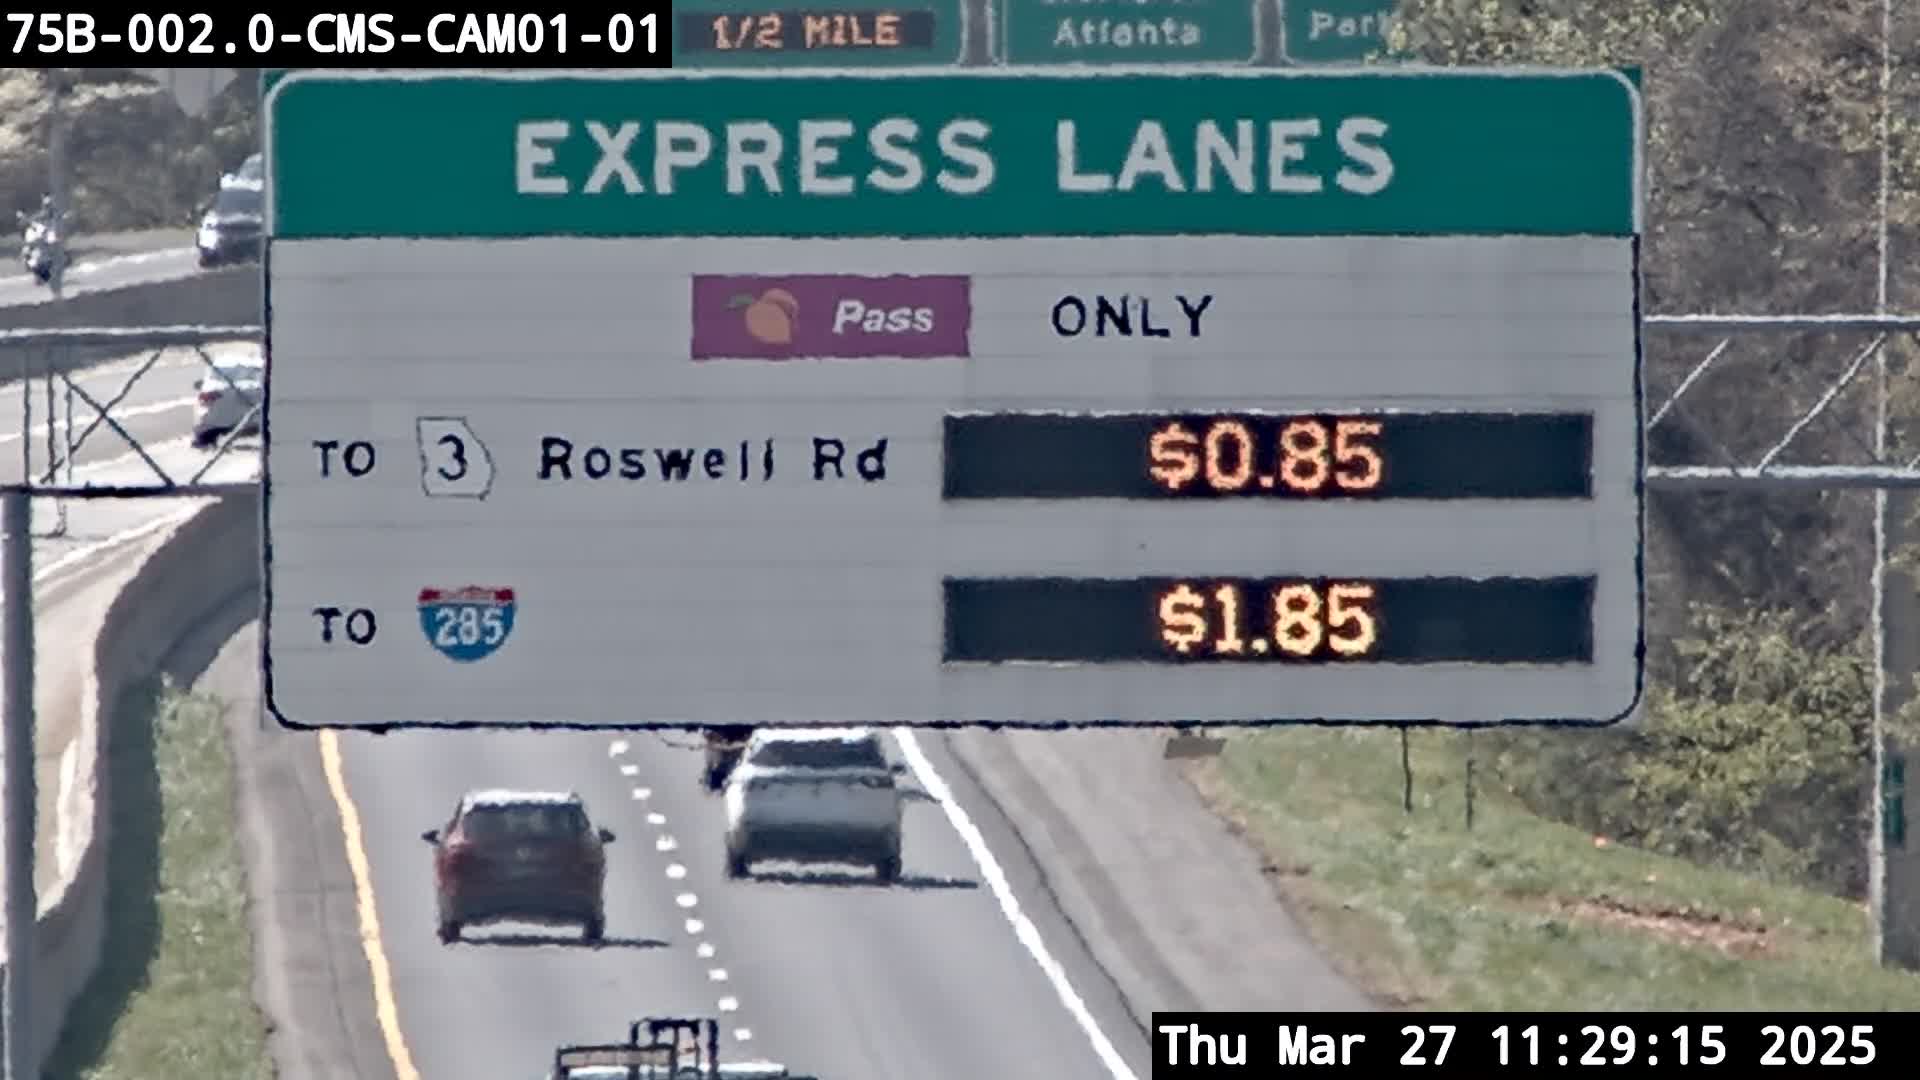 75B-002.0-CMS-CAM01-01
1/2 MILE
Atlanta
EXPRESS LANES
Pass ONLY
TO 3 Roswell Rd $0.85
TO 285 $1.85
Thu Mar 27 11:29:15 2025